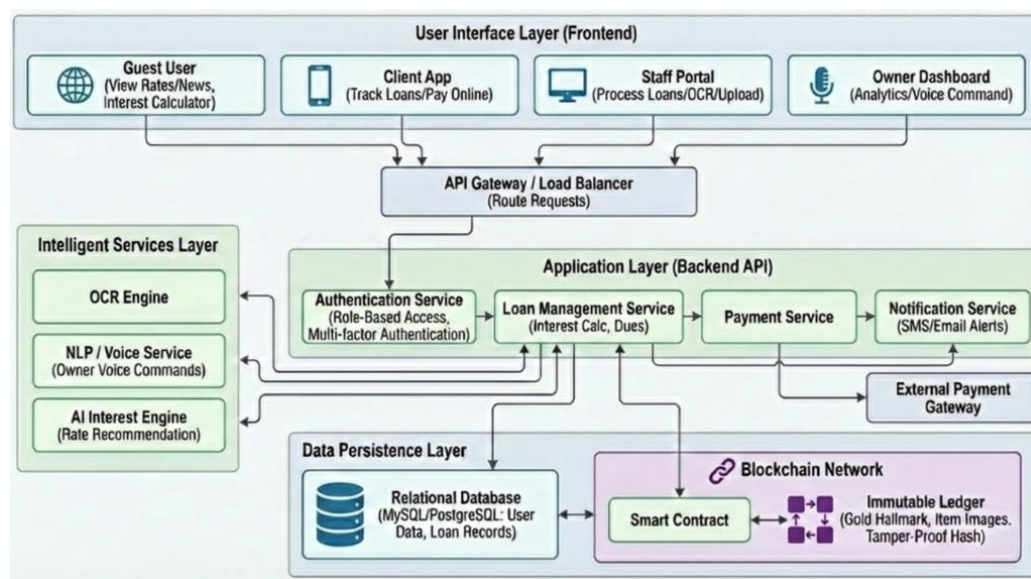 User Interface Layer (Frontend)
Guest User
(View Rates/News,
Interest Calculator)
Client App
(Track Loans/Pay Online)
Staff Portal
(Process Loans/OCR/Upload)
Owner Dashboard
(Analytics/Voice Command)
API Gateway / Load Balancer
(Route Requests)
Intelligent Services Layer
OCR Engine
NLP / Voice Service
(Owner Voice Commands)
AI Interest Engine
(Rate Recommendation)
Application Layer (Backend API)
Authentication Service
(Role-Based Access,
Multi-factor Authentication)
Loan Management Service
(Interest Calc, Dues)
Payment Service
Notification Service
(SMS/Email Alerts)
External Payment
Gateway
Data Persistence Layer
Relational Database
(MySQL/PostgreSQL: User
Data, Loan Records)
Blockchain Network
Smart Contract
Immutable Ledger
(Gold Hallmark, Item Images.
Tamper-Proof Hash)